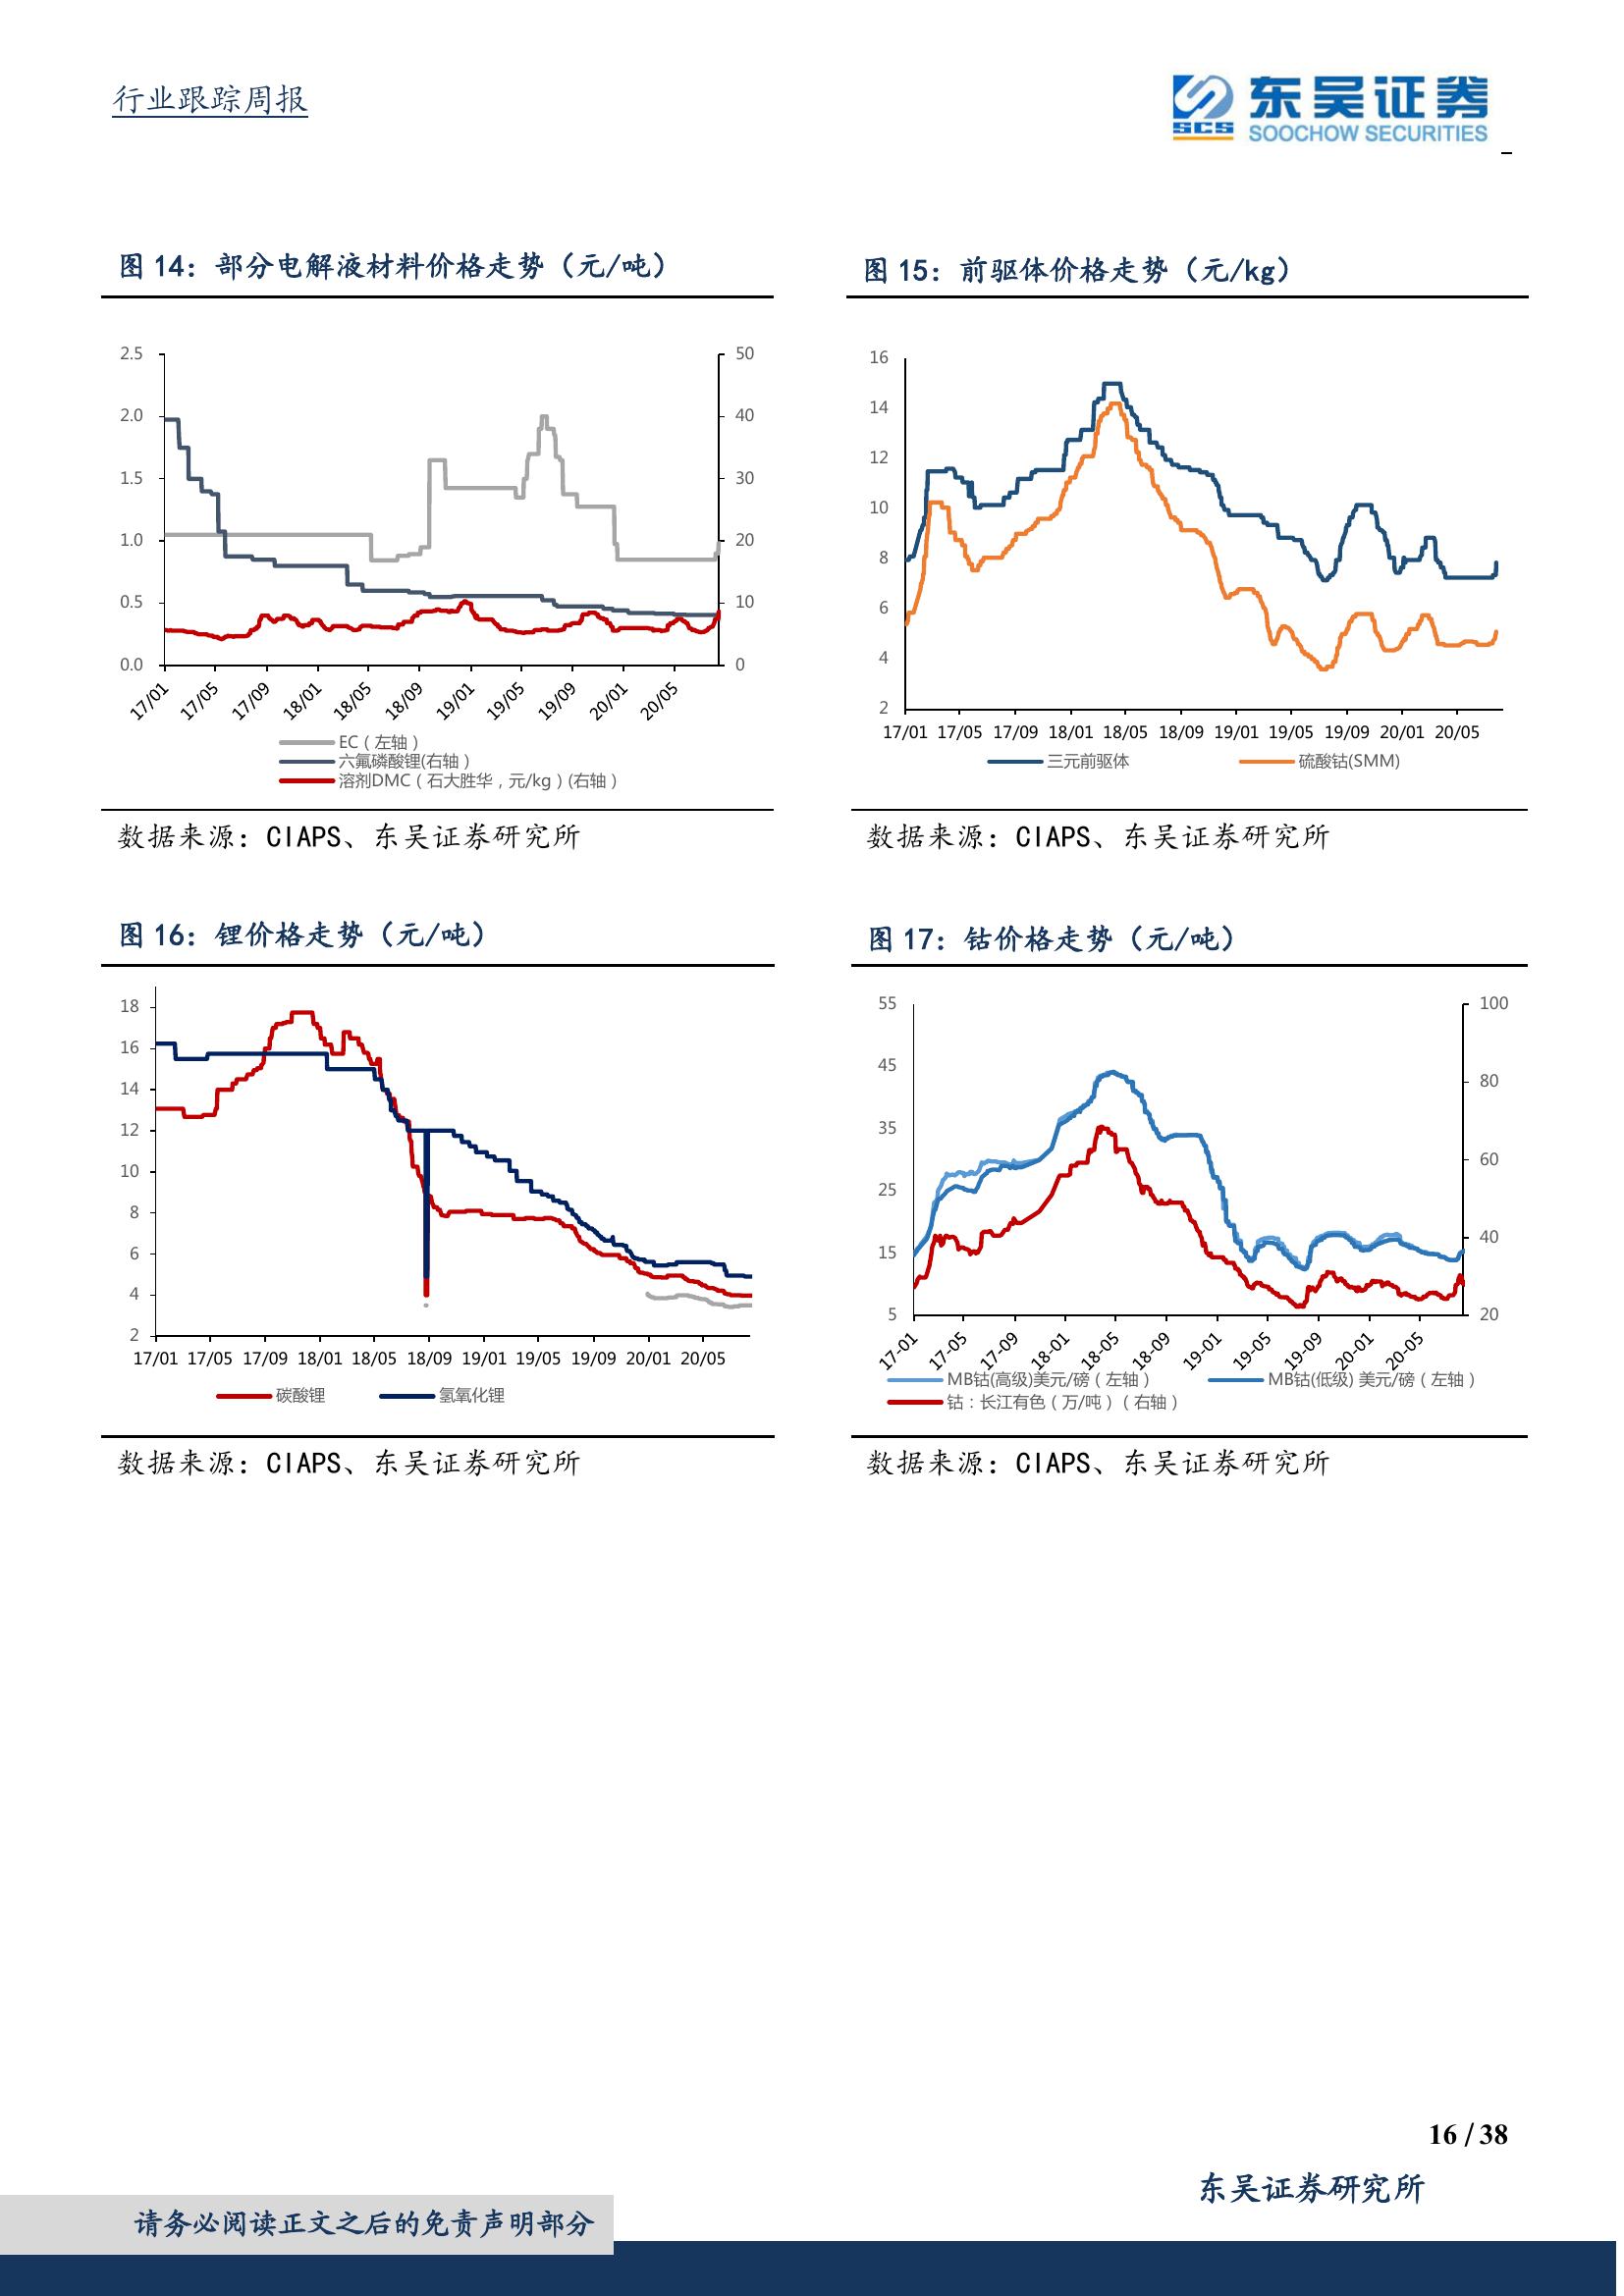 行业跟踪周报
SCS
东吴证券
SOOCHOW SECURITIES
图 14：部分电解液材料价格走势（元/吨）
2.5
2.0
1.5
1.0
0.5
0.0
50
40
30
20
10
0
17/01 17/05 17/09 18/01 18/05 18/09 19/01 19/05 19/09 20/01 20/05
EC（左轴）
六氟磷酸锂(右轴）
溶剂DMC（石大胜华，元/kg）(右轴）
数据来源：CIAPS、东吴证券研究所
图 15：前驱体价格走势（元/kg）
16
14
12
10
8
6
4
2
17/01 17/05 17/09 18/01 18/05 18/09 19/01 19/05 19/09 20/01 20/05
三元前驱体 硫酸钴(SMM)
数据来源：CIAPS、东吴证券研究所
图 16：锂价格走势（元/吨）
18
16
14
12
10
8
6
4
2
17/01 17/05 17/09 18/01 18/05 18/09 19/01 19/05 19/09 20/01 20/05
碳酸锂 氢氧化锂
数据来源：CIAPS、东吴证券研究所
图 17：钴价格走势（元/吨）
55
45
35
25
15
5
100
80
60
40
20
17-01 17-05 17-09 18-01 18-05 18-09 19-01 19-05 19-09 20-01 20-05
MB钴(高级)美元/磅（左轴） MB钴(低级) 美元/磅（左轴）
钴：长江有色（万/吨）（右轴）
数据来源：CIAPS、东吴证券研究所
16 / 38
东吴证券研究所
请务必阅读正文之后的免责声明部分